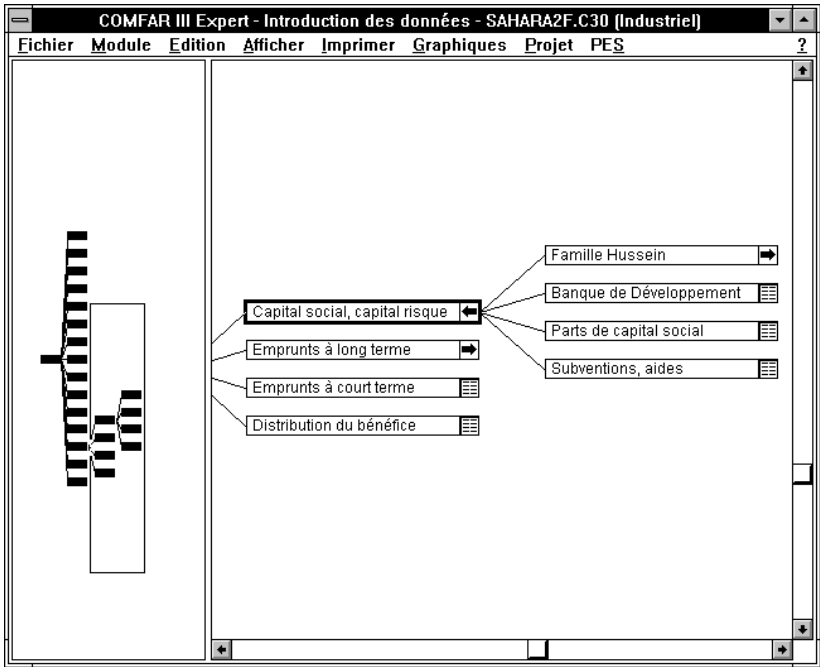 COMFAR III Expert - Introduction des données - SAHARA2F.C30 (Industriel)
Fichier Module Edition Afficher Imprimer Graphiques Projet PES ?
Famille Hussein
Banque de Développement
Capital social, capital risque
Parts de capital social
Emprunts à long terme
Subventions, aides
Emprunts à court terme
Distribution du bénéfice